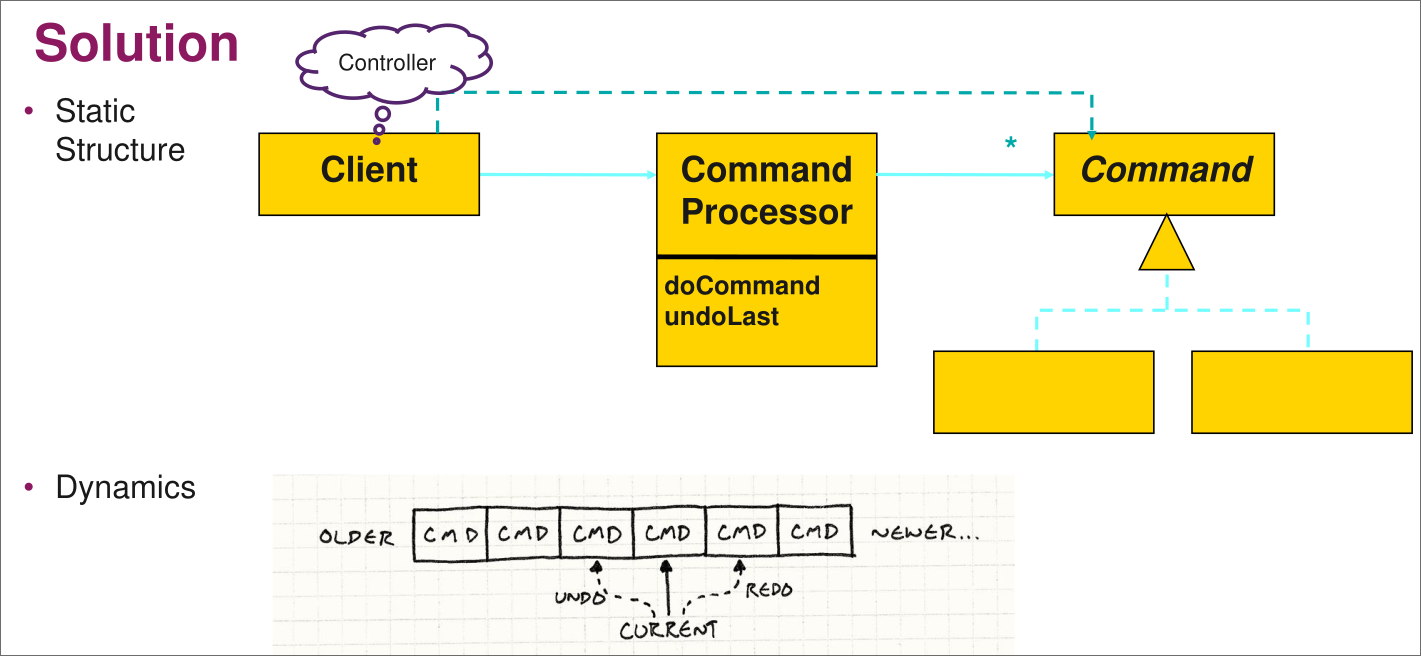 Solution
Controller
• Static
Structure
Client
Command
Processor
doCommand
undoLast
*
Command
• Dynamics
OLDER CMD CMD CMD CMD CMD CMD NEWER...
UNDO REDO
CURRENT